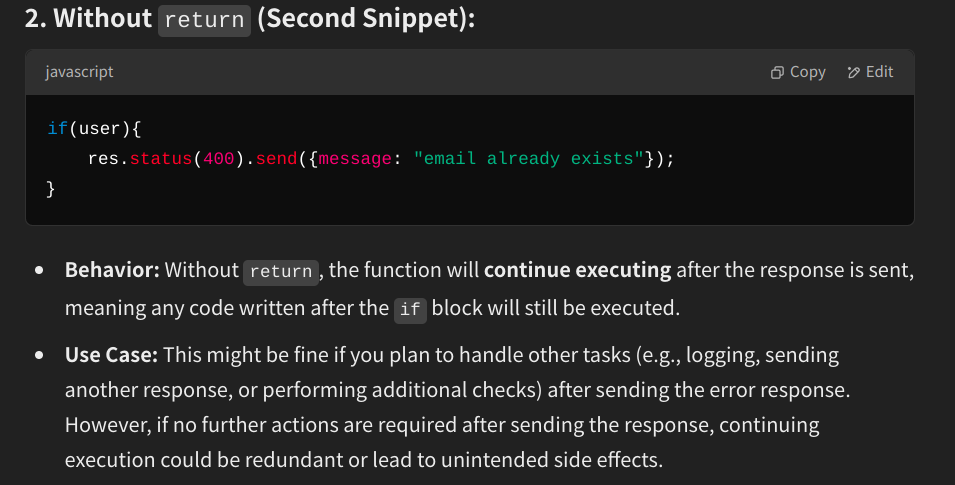 2. Without return (Second Snippet):
javascript
Copy
Edit
if(user){
    res.status(400).send({message: "email already exists"});
}
• Behavior: Without return, the function will continue executing after the response is sent,
meaning any code written after the if block will still be executed.
• Use Case: This might be fine if you plan to handle other tasks (e.g., logging, sending
another response, or performing additional checks) after sending the error response.
However, if no further actions are required after sending the response, continuing
execution could be redundant or lead to unintended side effects.